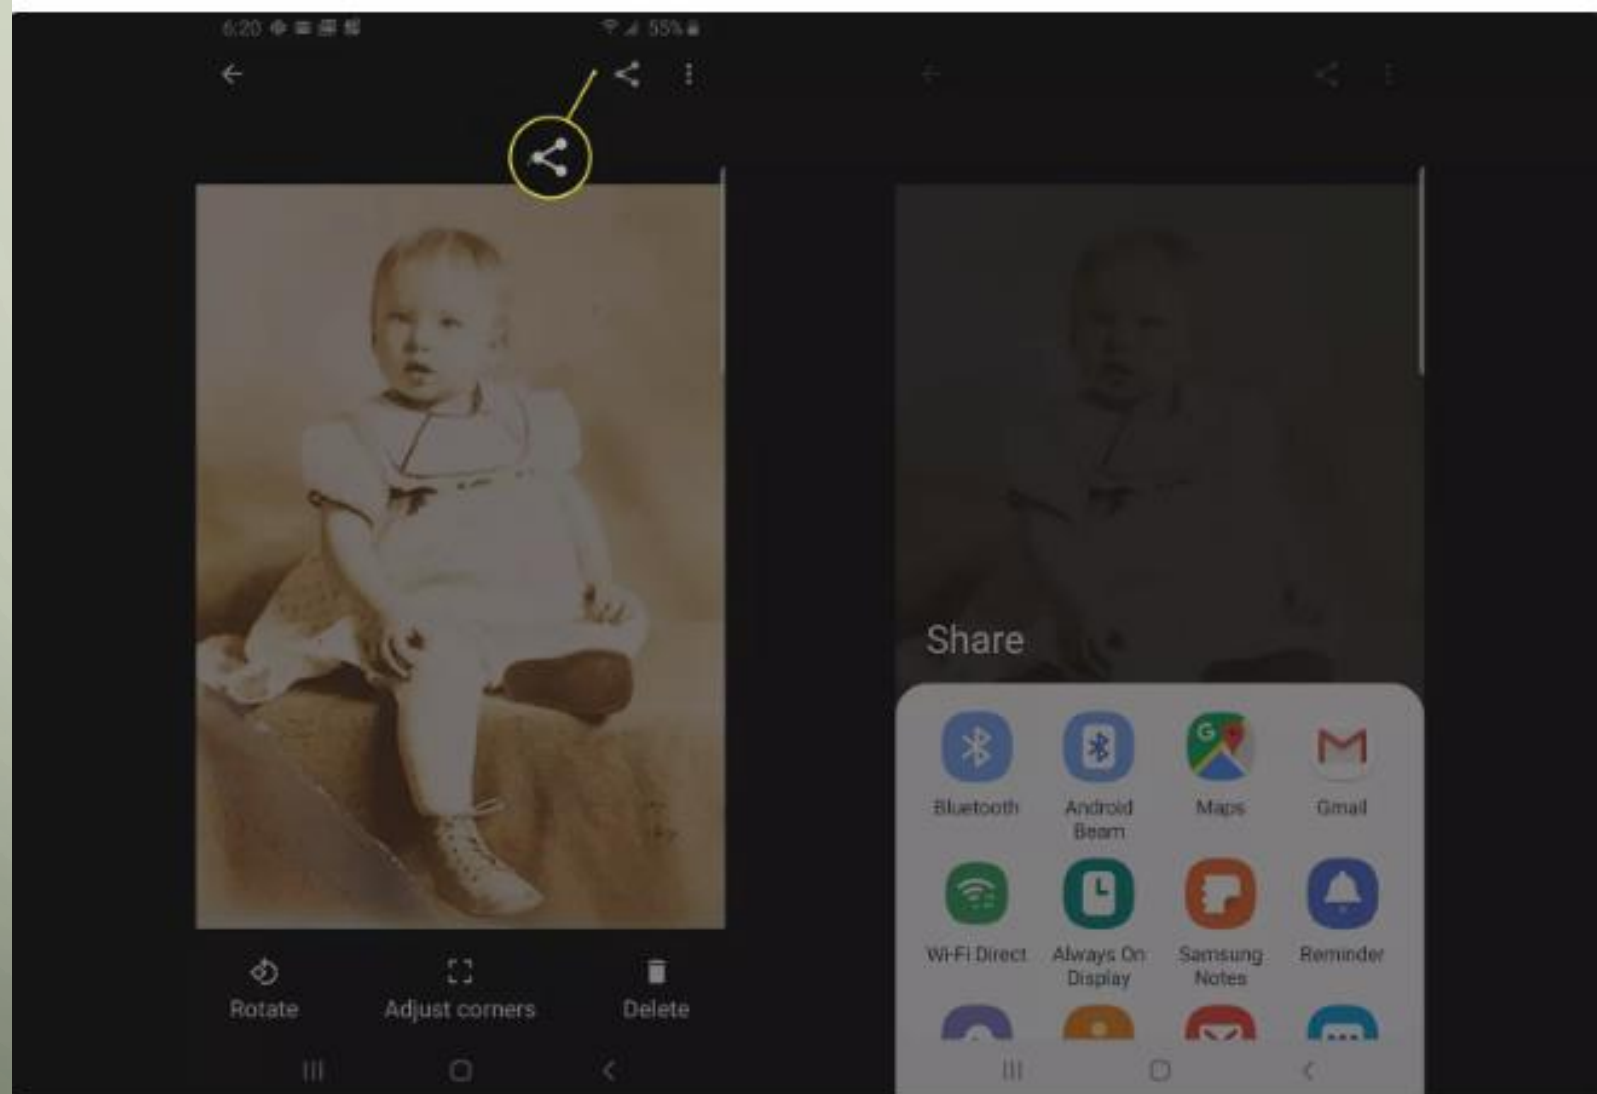 6:20
55%
Rotate
Adjust corners
Delete
Share
Bluetooth
Android
Beam
Maps
Gmail
Wi-Fi Direct
Always On
Display
Samsung
Notes
Reminder